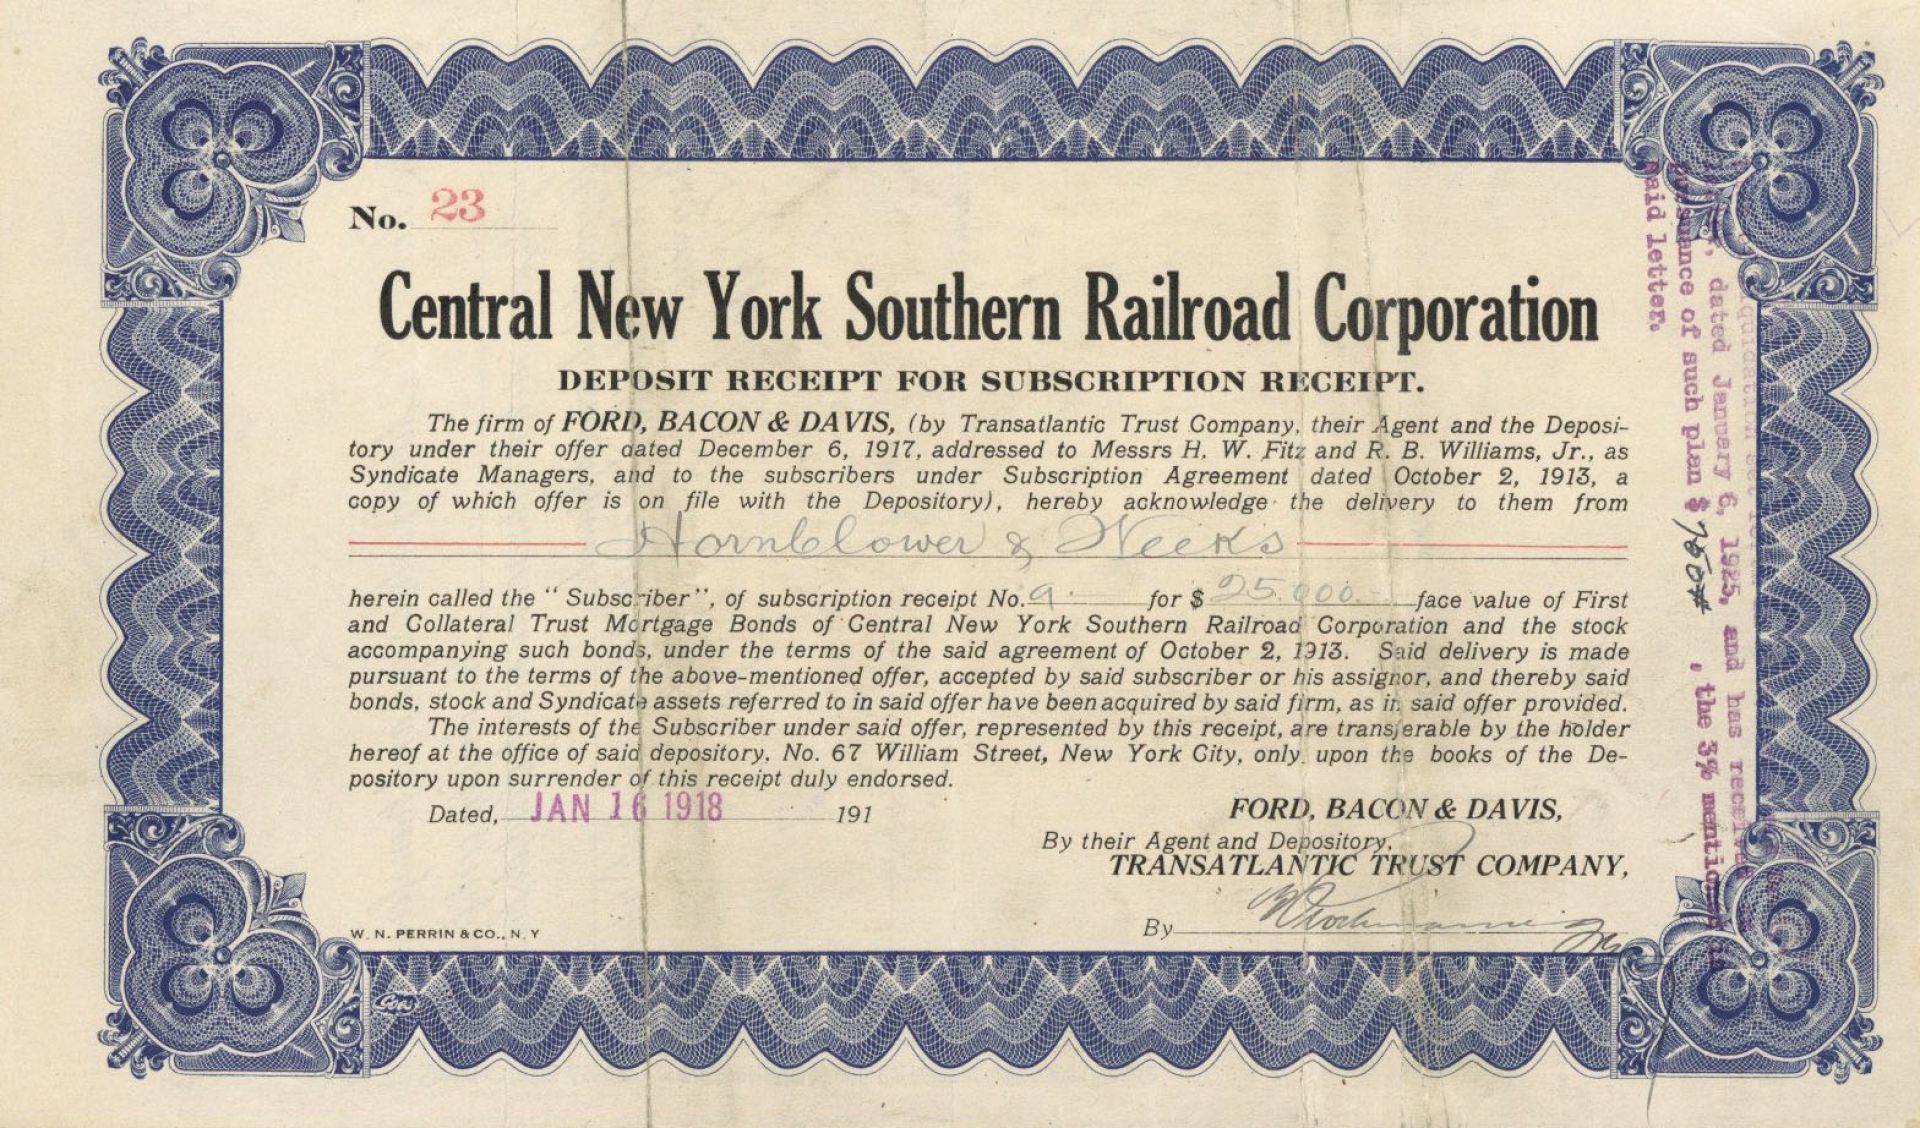 No. 23
Central New York Southern Railroad Corporation
DEPOSIT RECEIPT FOR SUBSCRIPTION RECEIPT.
The firm of FORD, BACON & DAVIS, (by Transatlantic Trust Company, their Agent and the Deposi-
tory under their offer dated December 6, 1917, addressed to Messrs H. W. Fitz and R. B. Williams, Jr., as
Syndicate Managers, and to the subscribers under Subscription Agreement dated October 2, 1913, a
copy of which offer is on file with the Depository), hereby acknowledge the delivery to them from
Hornblower & Weeks
herein called the "Subscriber", of subscription receipt No. 9. for $ 25.000.- face value of First
and Collateral Trust Mortgage Bonds of Central New York Southern Railroad Corporation and the stock
accompanying such bonds, under the terms of the said agreement of October 2, 1913. Said delivery is made
pursuant to the terms of the above-mentioned offer, accepted by said subscriber or his assignor, and thereby said
bonds, stock and Syndicate assets referred to in said offer have been acquired by said firm, as in said offer provided.
The interests of the Subscriber under said offer, represented by this receipt, are transferable by the holder
hereof at the office of said depository, No. 67 William Street, New York City, only upon the books of the De-
pository upon surrender of this receipt duly endorsed.
Dated, JAN 16 1918 191
FORD, BACON & DAVIS,
By their Agent and Depository,
TRANSATLANTIC TRUST COMPANY,
By
W. N. PERRIN & CO., N. Y
liquidation
letter, dated January 6, 1925, and has received
pursuance of such plan $ 750 , the 3% mentioned in
said letter.